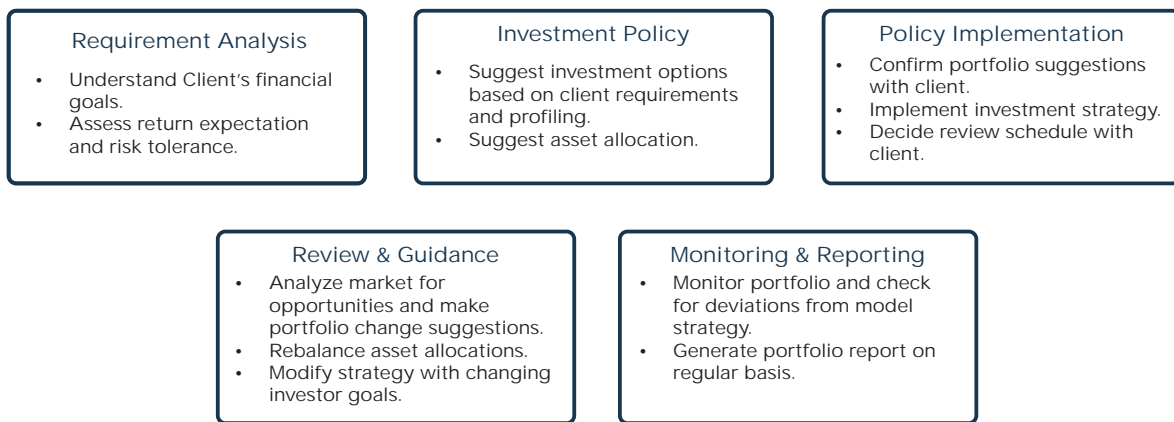 Requirement Analysis
• Understand Client's financial
goals.
• Assess return expectation
and risk tolerance.
Investment Policy
• Suggest investment options
based on client requirements
and profiling.
• Suggest asset allocation.
Policy Implementation
• Confirm portfolio suggestions
with client.
• Implement investment strategy.
• Decide review schedule with
client.
Review & Guidance
• Analyze market for
opportunities and make
portfolio change suggestions.
• Rebalance asset allocations.
• Modify strategy with changing
investor goals.
Monitoring & Reporting
• Monitor portfolio and check
for deviations from model
strategy.
• Generate portfolio report on
regular basis.